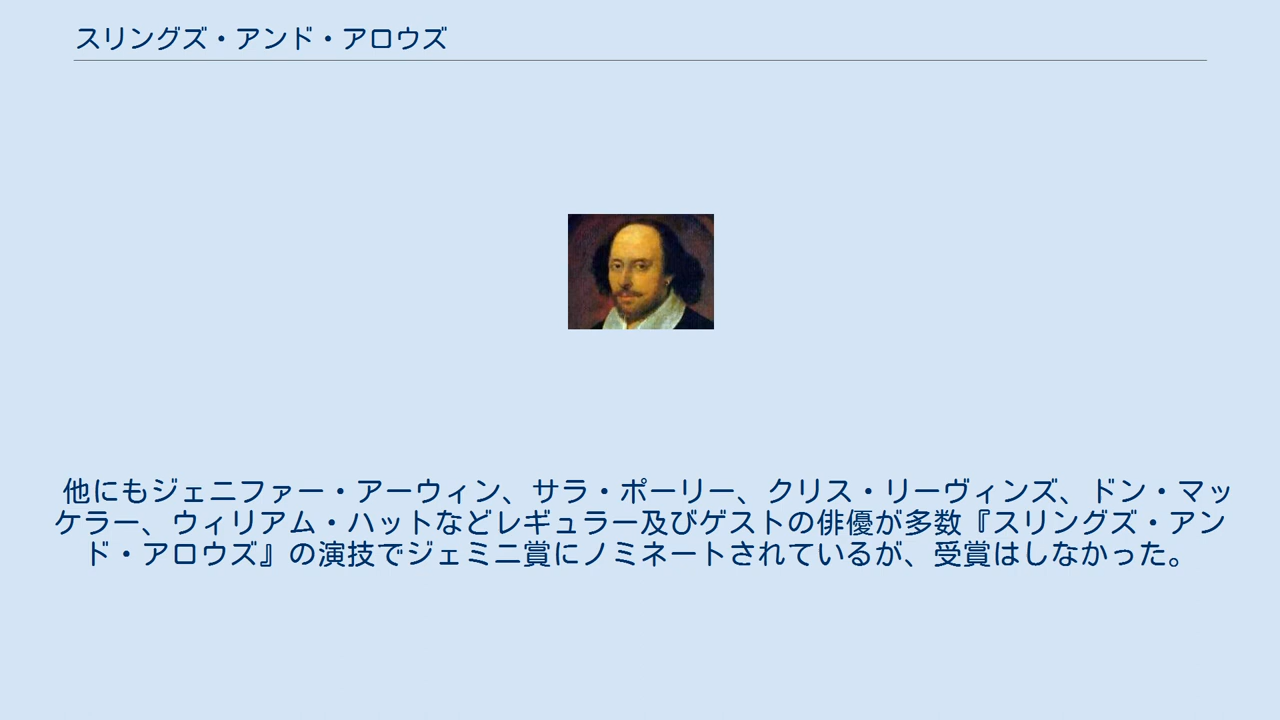 スリングズ・アンド・アロウズ
他にもジェニファー・アーウィン、サラ・ポーリー、クリス・リーヴィンズ、ドン・マッ
ケラー、ウィリアム・ハットなどレギュラー及びゲストの俳優が多数『スリングズ・アン
ド・アロウズ』の演技でジェミニ賞にノミネートされているが、受賞はしなかった。